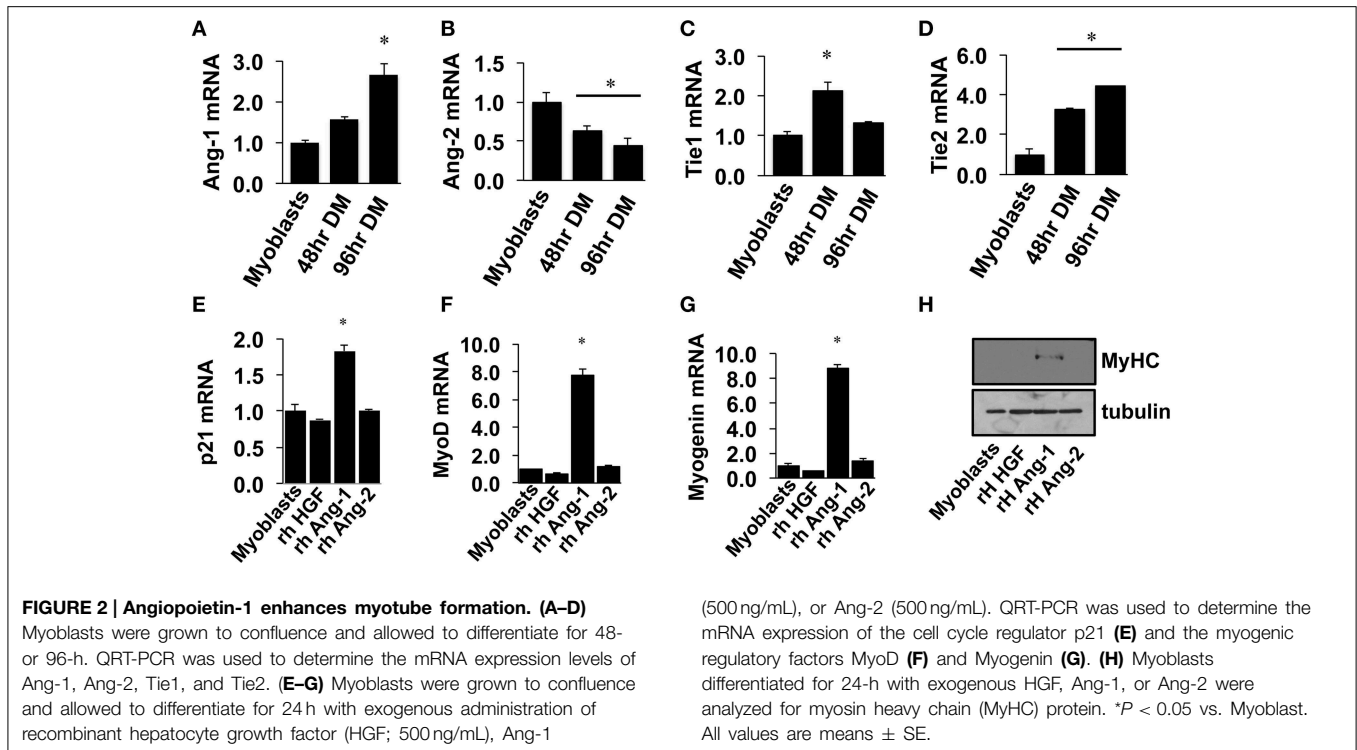 A
Ang-1 mRNA
4.0
3.0
2.0
1.0
0.0
*
Myoblasts
48hr DM
96hr DM
B
Ang-2 mRNA
1.5
1.0
0.5
0.0
*
Myoblasts
48hr DM
96hr DM
C
Tie1 mRNA
3.0
2.0
1.0
0.0
*
Myoblasts
48hr DM
96hr DM
D
Tie2 mRNA
6.0
4.0
2.0
0.0
*
Myoblasts
48hr DM
96hr DM
E
p21 mRNA
2.0
1.5
1.0
0.5
0.0
*
Myoblasts
rh HGF
rh Ang-1
rh Ang-2
F
MyoD mRNA
10.0
8.0
6.0
4.0
2.0
0.0
*
Myoblasts
rh HGF
rh Ang-1
rh Ang-2
G
Myogenin mRNA
10.0
8.0
6.0
4.0
2.0
0.0
*
Myoblasts
rh HGF
rh Ang-1
rh Ang-2
H
MyHC
tubulin
Myoblasts
rH HGF
rH Ang-1
rH Ang-2
FIGURE 2 | Angiopoietin-1 enhances myotube formation. (A–D)
Myoblasts were grown to confluence and allowed to differentiate for 48-
or 96-h. QRT-PCR was used to determine the mRNA expression levels of
Ang-1, Ang-2, Tie1, and Tie2. (E–G) Myoblasts were grown to confluence
and allowed to differentiate for 24 h with exogenous administration of
recombinant hepatocyte growth factor (HGF; 500 ng/mL), Ang-1
(500 ng/mL), or Ang-2 (500 ng/mL). QRT-PCR was used to determine the
mRNA expression of the cell cycle regulator p21 (E) and the myogenic
regulatory factors MyoD (F) and Myogenin (G). (H) Myoblasts
differentiated for 24-h with exogenous HGF, Ang-1, or Ang-2 were
analyzed for myosin heavy chain (MyHC) protein. *P < 0.05 vs. Myoblast.
All values are means ± SE.